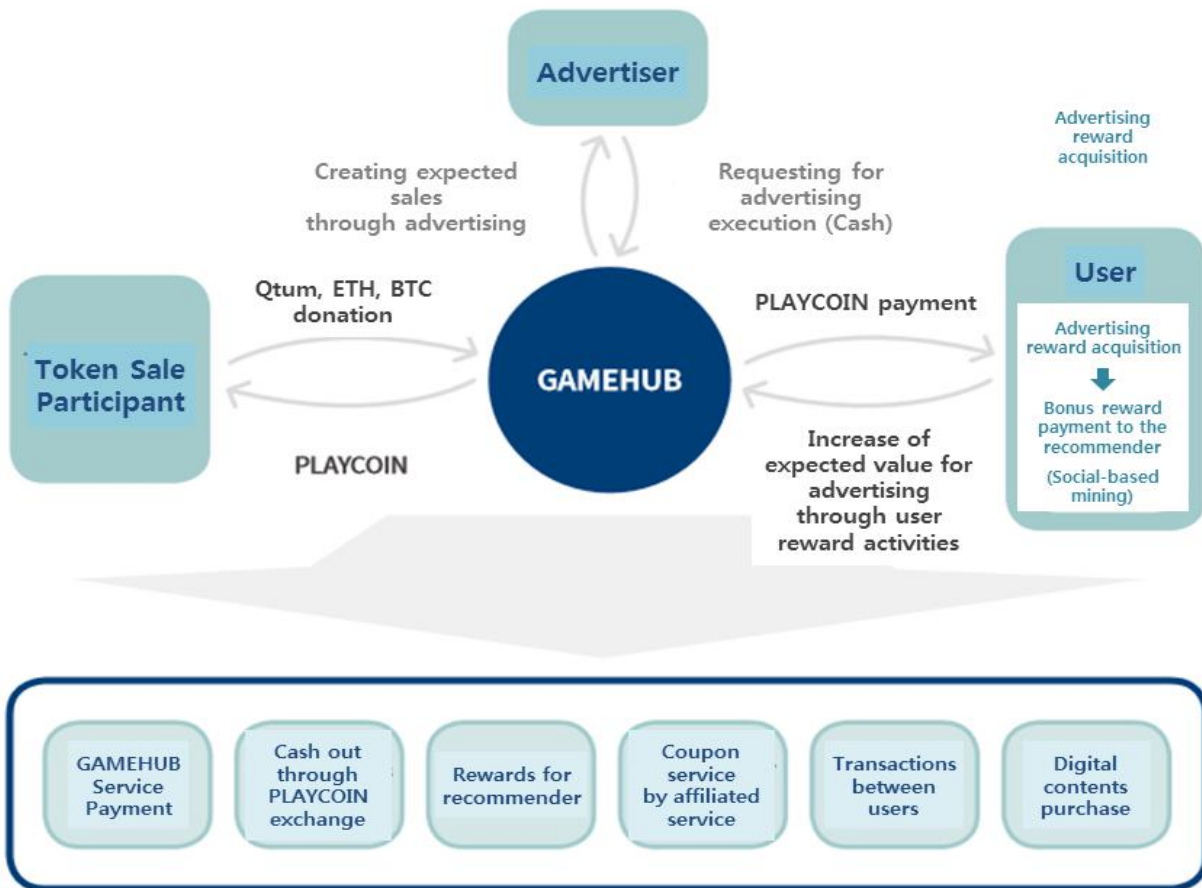 Advertiser
Advertising
reward
acquisition
Creating expected
sales
through advertising
Requesting for
advertising
execution (Cash)
Token Sale
Participant
Qtum, ETH, BTC
donation
PLAYCOIN
GAMEHUB
PLAYCOIN payment
Increase of
expected value for
advertising
through user
reward activities
User
Advertising
reward acquisition
Bonus reward
payment to the
recommender
(Social-based
mining)
GAMEHUB
Service
Payment
Cash out
through
PLAYCOIN
exchange
Rewards for
recommender
Coupon
service
by affiliated
service
Transactions
between
users
Digital
contents
purchase